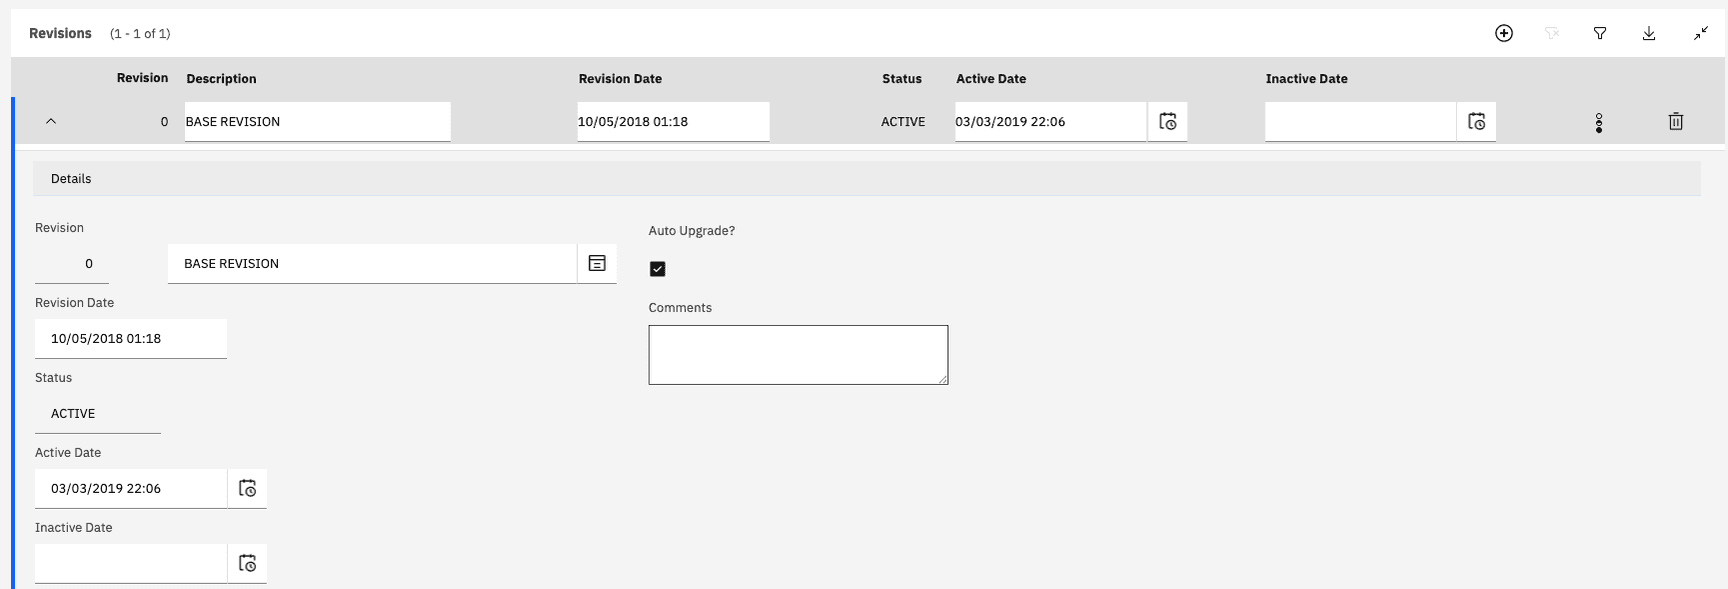 Revisions (1 - 1 of 1)
Revision Description Revision Date Status Active Date Inactive Date
0 BASE REVISION 10/05/2018 01:18 ACTIVE 03/03/2019 22:06
Details
Revision
0 BASE REVISION
Revision Date
10/05/2018 01:18
Status
ACTIVE
Active Date
03/03/2019 22:06
Inactive Date
Auto Upgrade?
Comments